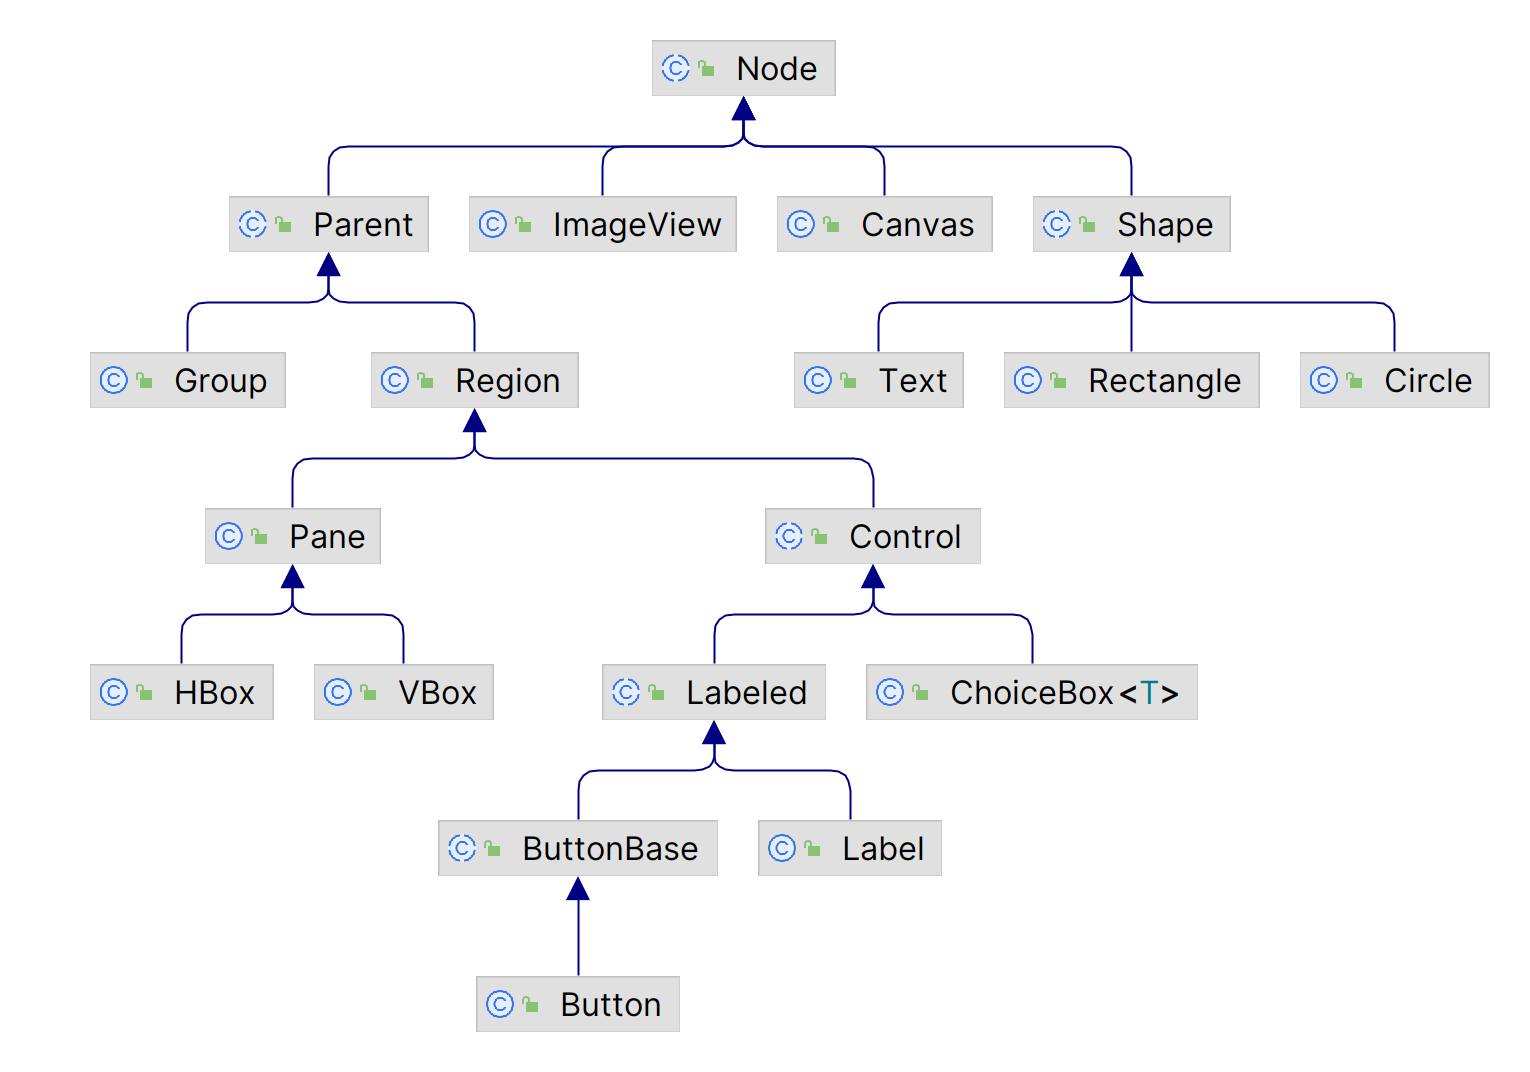 Node
Parent
ImageView
Canvas
Shape
Group
Region
Text
Rectangle
Circle
Pane
Control
HBox
VBox
Labeled
ChoiceBox<T>
ButtonBase
Label
Button